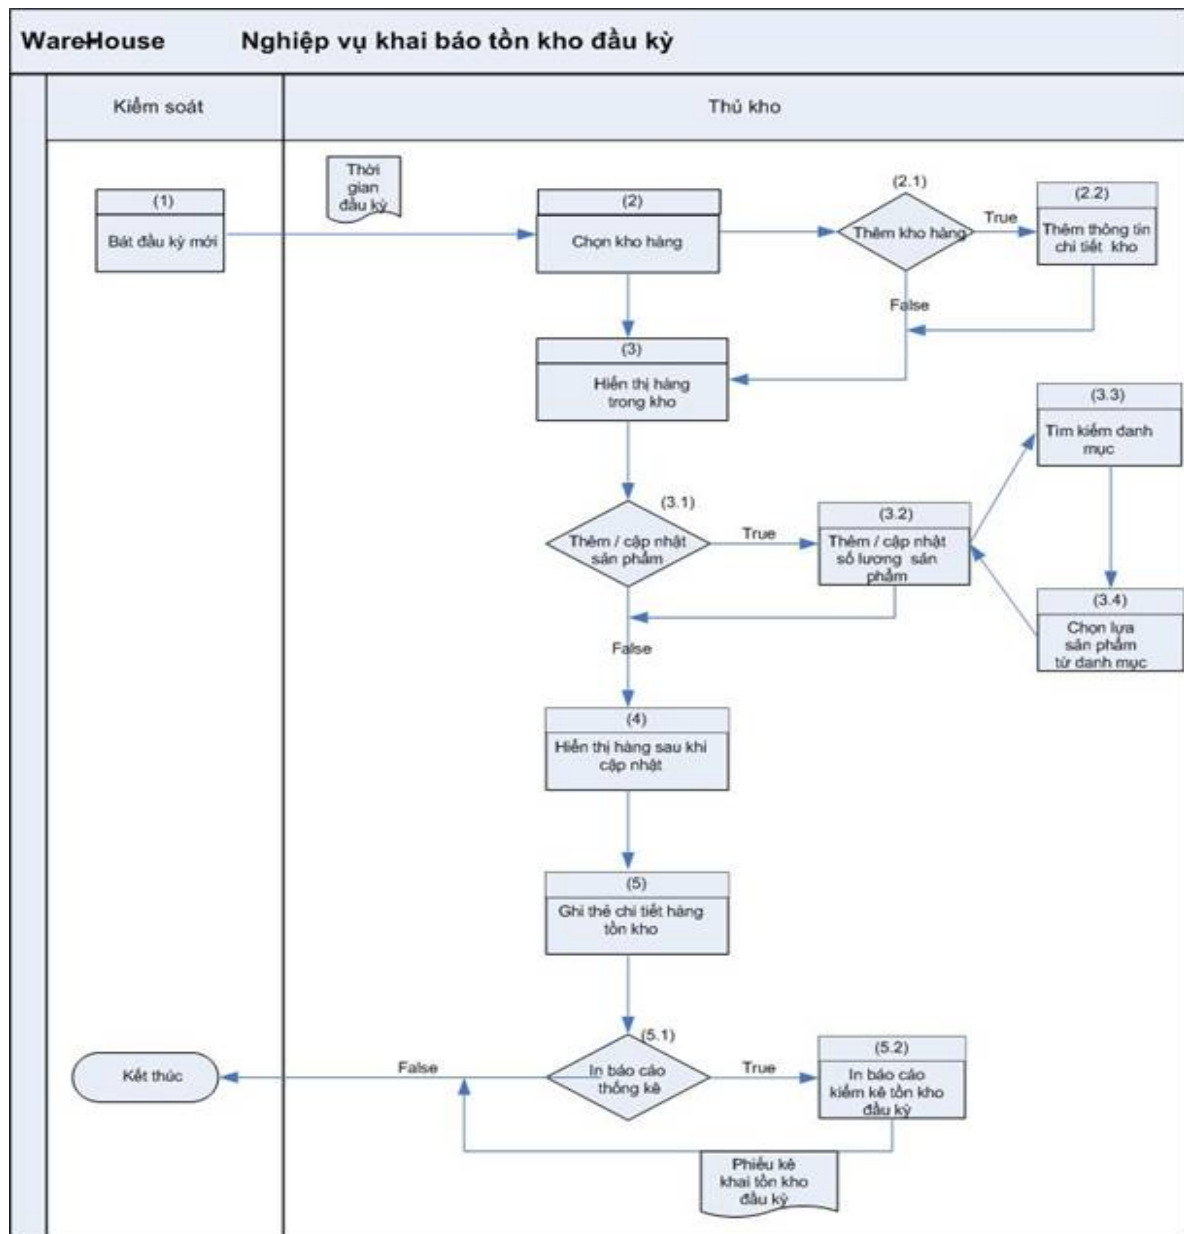 WareHouse Nghiệp vụ khai báo tồn kho đầu kỳ
Kiểm soát
Thủ kho
Thời
gian
đầu kỳ
(1)
Bát đầu kỳ mới
(2)
Chọn kho hàng
(2.1)
Thêm kho hàng
True
(2.2)
Thêm thông tin
chi tiết kho
False
(3)
Hiển thị hàng
trong kho
(3.3)
Tìm kiếm danh
mục
(3.1)
Thêm / cập nhật
sản phẩm
True
(3.2)
Thêm / cập nhật
số lương sản
phẩm
(3.4)
Chọn lựa
sản phẩm
từ danh mục
False
(4)
Hiển thị hàng sau khi
cập nhật
(5)
Ghi thẻ chi tiết hàng
tồn kho
(5.1)
In báo cáo
thống kê
True
(5.2)
In báo cáo
kiểm kê tồn kho
đầu kỳ
False
Kết thúc
Phiếu kê
khai tồn kho
đầu kỳ